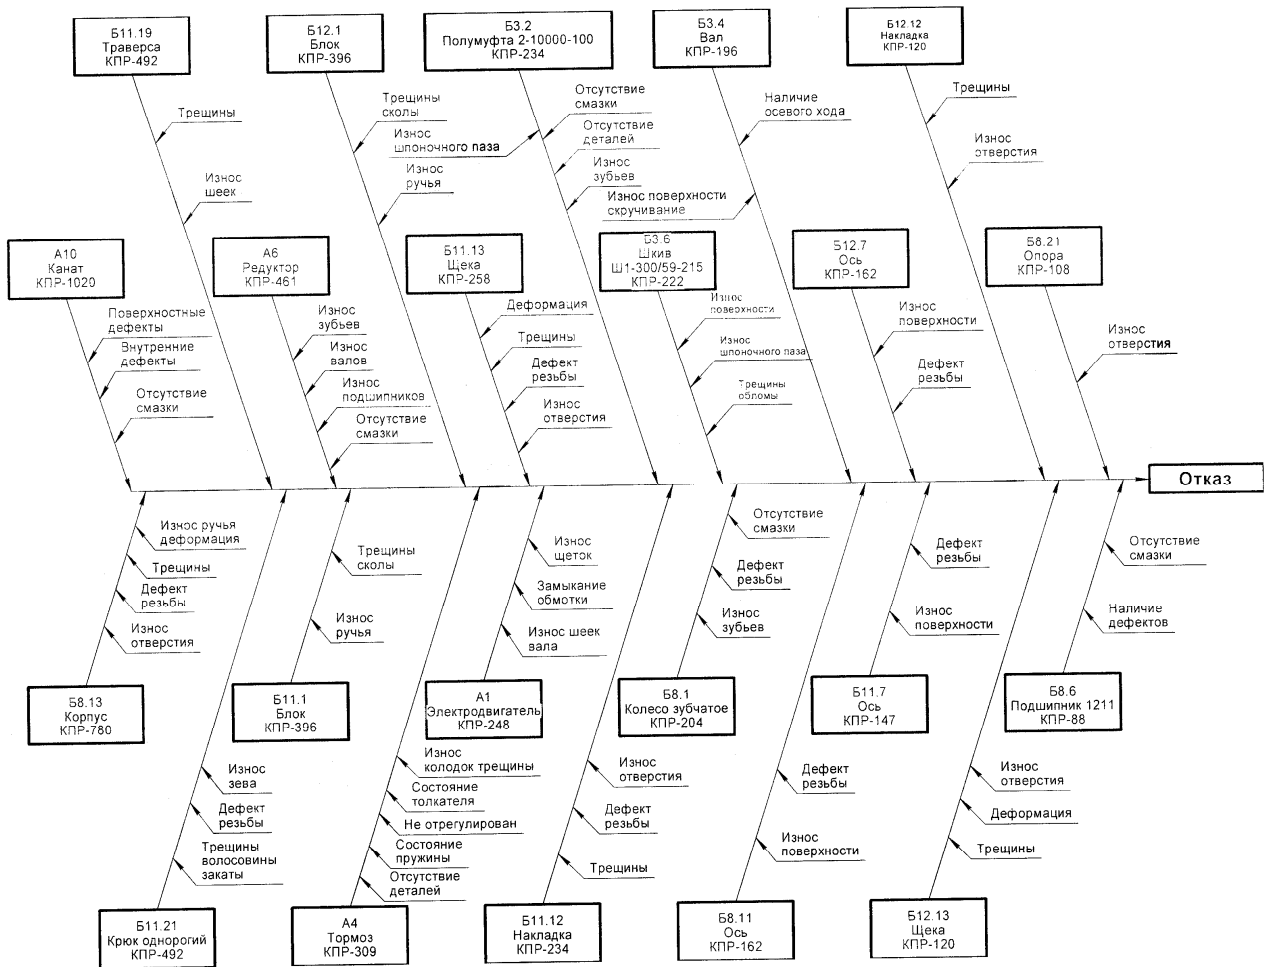 Б11.19
Траверса
КПР-492
Б12.1
Блок
КПР-396
Б3.2
Полумуфта 2-10000-100
КПР-234
Б3.4
Вал
КПР-196
Б12.12
Накладка
КПР-120
Трещины
Износ
шеек
Трещины
сколы
Износ
шпоночного паза
Износ
ручья
Отсутствие
смазки
Отсутствие
деталей
Износ
зубьев
Наличие
осевого хода
Износ поверхности
скручивание
Трещины
Износ
отверстия
А10
Канат
КПР-1020
А6
Редуктор
КПР-461
Б11.13
Щека
КПР-258
Б3.6
Шкив
Ш1-300/59-215
КПР-222
Б12.7
Ось
КПР-162
Б8.21
Опора
КПР-108
Поверхностные
дефекты
Внутренние
дефекты
Отсутствие
смазки
Износ
зубьев
Износ
валов
Износ
подшипников
Отсутствие
смазки
Деформация
Трещины
Дефект
резьбы
Износ
отверстия
Износ
поверхности
Износ
шпоночного паза
Трещины
обломы
Износ
поверхности
Дефект
резьбы
Износ
отверстия
Отказ
Износ ручья
деформация
Трещины
Дефект
резьбы
Износ
отверстия
Трещины
сколы
Износ
ручья
Износ
щеток
Замыкание
обмотки
Износ шеек
вала
Отсутствие
смазки
Дефект
резьбы
Износ
зубьев
Дефект
резьбы
Износ
поверхности
Отсутствие
смазки
Наличие
дефектов
Б8.13
Корпус
КПР-780
Б11.1
Блок
КПР-396
А1
Электродвигатель
КПР-248
Б8.1
Колесо зубчатое
КПР-204
Б11.7
Ось
КПР-147
Б8.6
Подшипник 1211
КПР-88
Износ
зева
Дефект
резьбы
Трещины
волосовины
закаты
Износ
колодок трещины
Состояние
толкателя
Не отрегулирован
Состояние
пружины
Отсутствие
деталей
Износ
отверстия
Дефект
резьбы
Трещины
Дефект
резьбы
Износ
поверхности
Износ
отверстия
Деформация
Трещины
Б11.21
Крюк однорогий
КПР-492
А4
Тормоз
КПР-309
Б11.12
Накладка
КПР-234
Б8.11
Ось
КПР-162
Б12.13
Щека
КПР-120